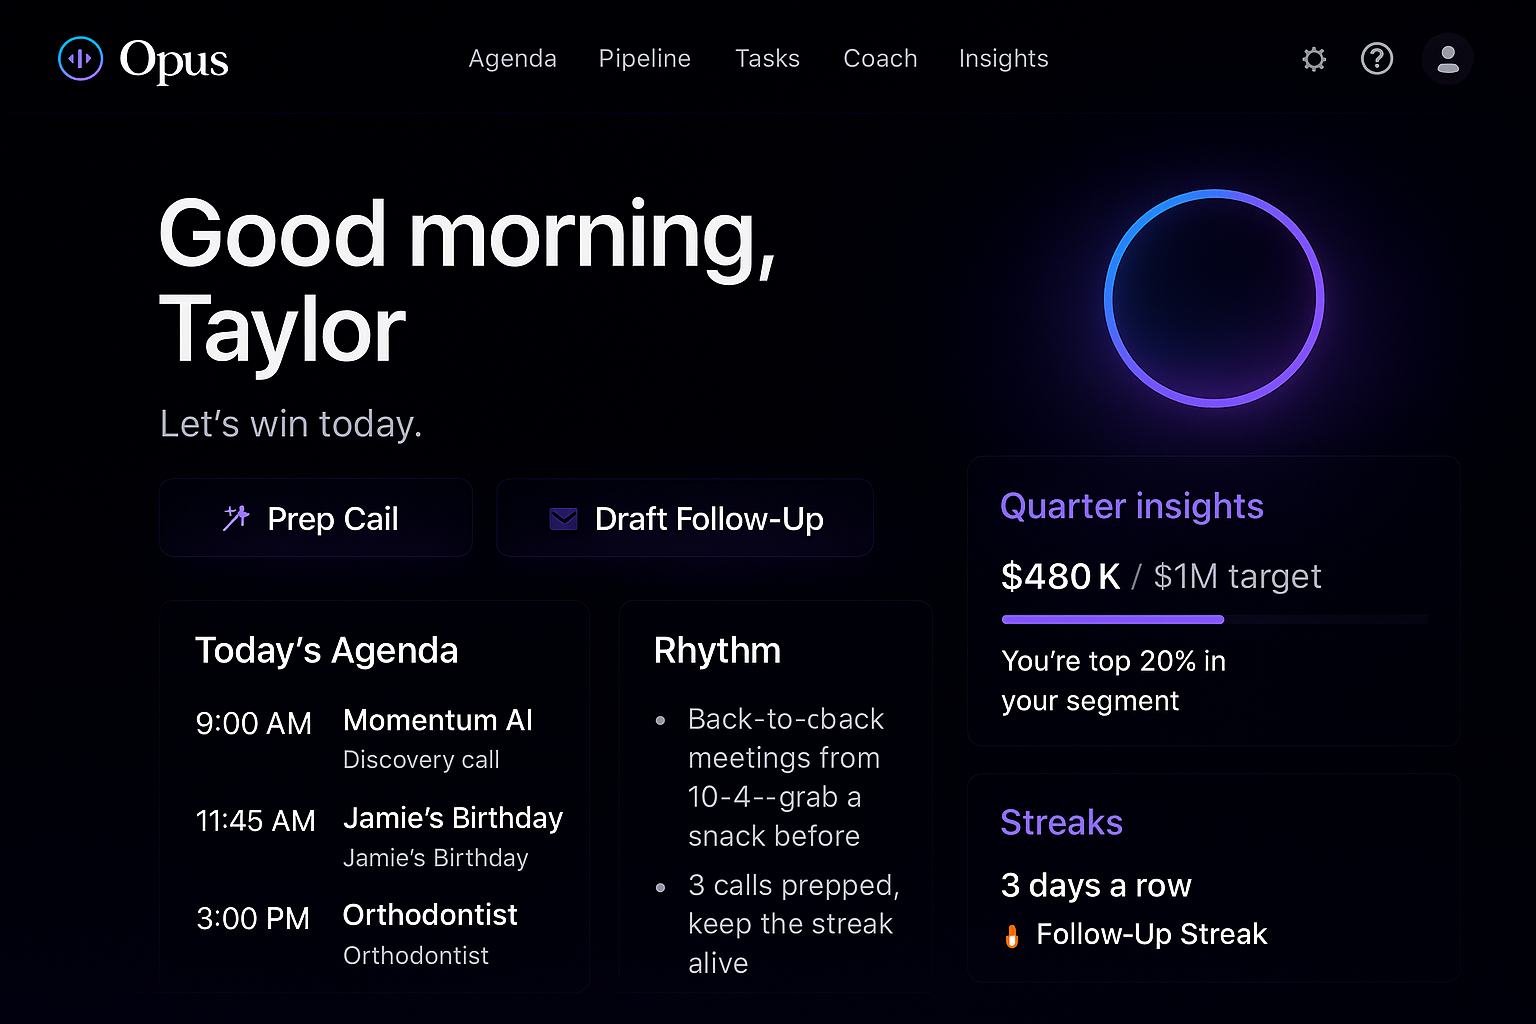 Opus
Agenda Pipeline Tasks Coach Insights
Good morning,
Taylor
Let's win today.
Prep Cail
Draft Follow-Up
Today's Agenda
9:00 AM Momentum AI
Discovery call
11:45 AM Jamie's Birthday
Jamie's Birthday
3:00 PM Orthodontist
Orthodontist
Rhythm
• Back-to-cback
meetings from
10-4--grab a
snack before
• 3 calls prepped,
keep the streak
alive
Quarter insights
$480 K / $1M target
You're top 20% in
your segment
Streaks
3 days a row
Follow-Up Streak